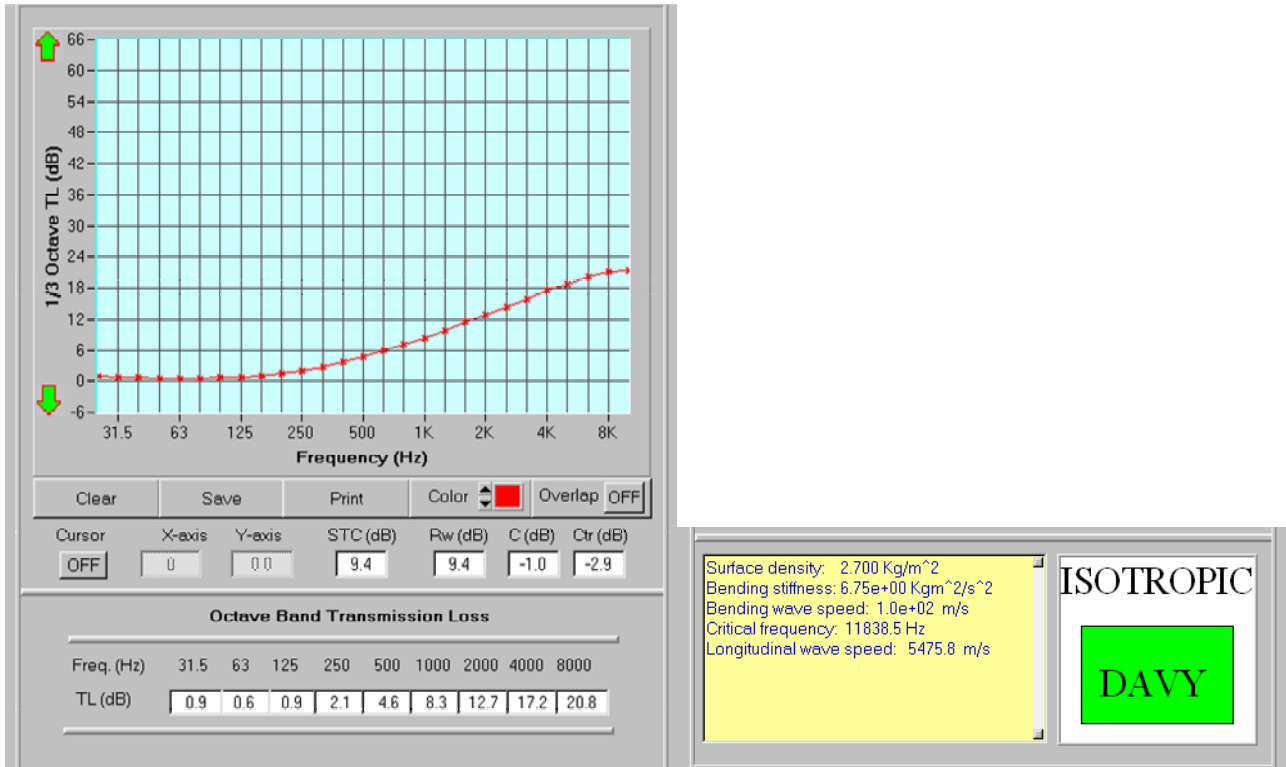 66
60
54
48
42
36
30
24
18
12
6
0
-6
1/3 Octave TL (dB)
31.5 63 125 250 500 1K 2K 4K 8K
Frequency (Hz)
Clear Save Print Color Overlap OFF
Cursor X-axis Y-axis STC (dB) Rw (dB) C (dB) Ctr (dB)
OFF 0 0.0 9.4 9.4 -1.0 -2.9
Octave Band Transmission Loss
Freq. (Hz) 31.5 63 125 250 500 1000 2000 4000 8000
TL (dB) 0.9 0.6 0.9 2.1 4.6 8.3 12.7 17.2 20.8
Surface density: 2.700 Kg/m^2
Bending stiffness: 6.75e+00 Kgm^2/s^2
Bending wave speed: 1.0e+02 m/s
Critical frequency: 11838.5 Hz
Longitudinal wave speed: 5475.8 m/s
ISOTROPIC
DAVY